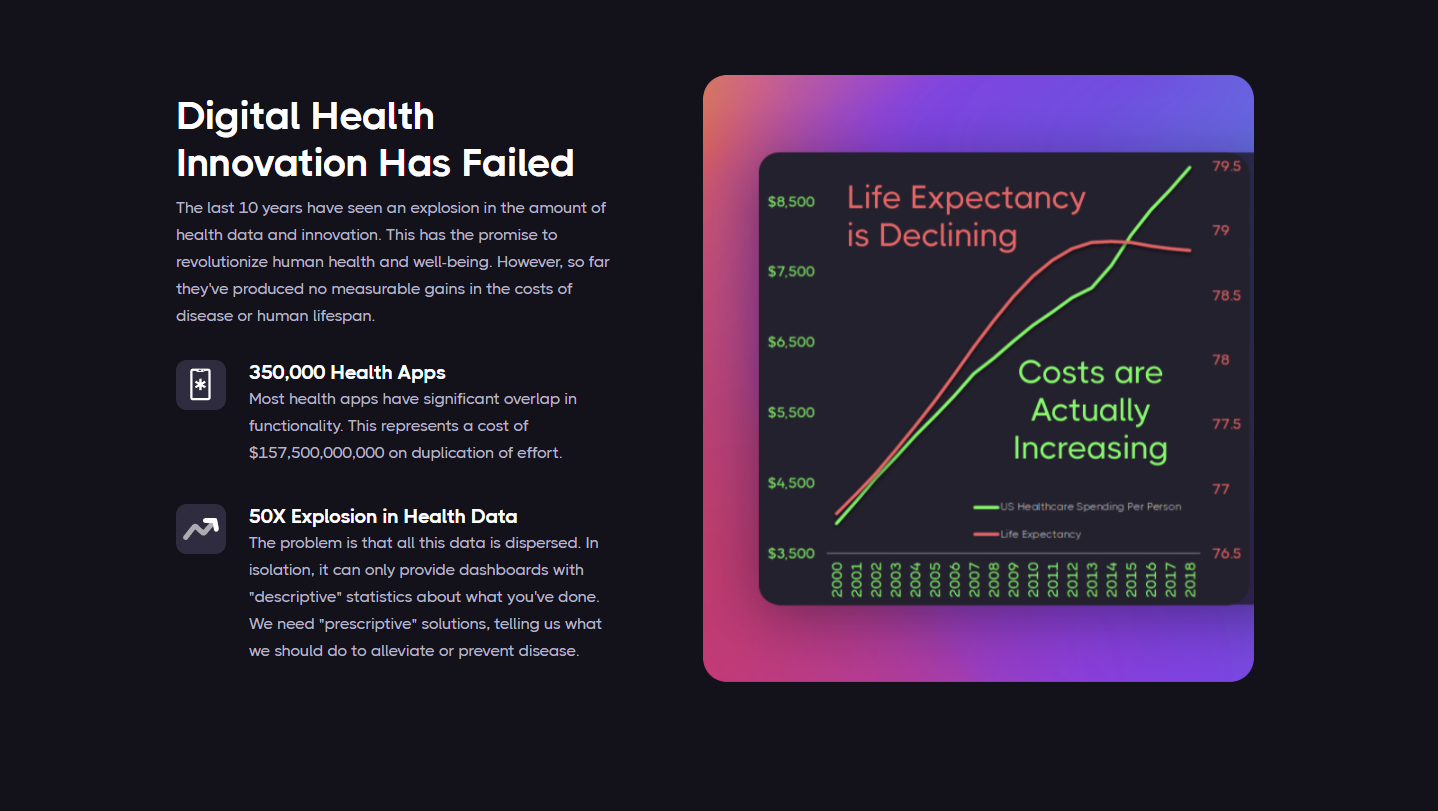 Digital Health
Innovation Has Failed
The last 10 years have seen an explosion in the amount of
health data and innovation. This has the promise to
revolutionize human health and well-being. However, so far
they've produced no measurable gains in the costs of
disease or human lifespan.
350,000 Health Apps
Most health apps have significant overlap in
functionality. This represents a cost of
$157,500,000,000 on duplication of effort.
50X Explosion in Health Data
The problem is that all this data is dispersed. In
isolation, it can only provide dashboards with
"descriptive" statistics about what you've done.
We need "prescriptive" solutions, telling us what
we should do to alleviate or prevent disease.
Life Expectancy
is Declining
Costs are
Actually
Increasing
US Healthcare Spending Per Person
Life Expectancy
$8,500
$7,500
$6,500
$5,500
$4,500
$3,500
79.5
79
78.5
78
77.5
77
76.5
2000
2001
2002
2003
2004
2005
2006
2007
2008
2009
2010
2011
2012
2013
2014
2015
2016
2017
2018